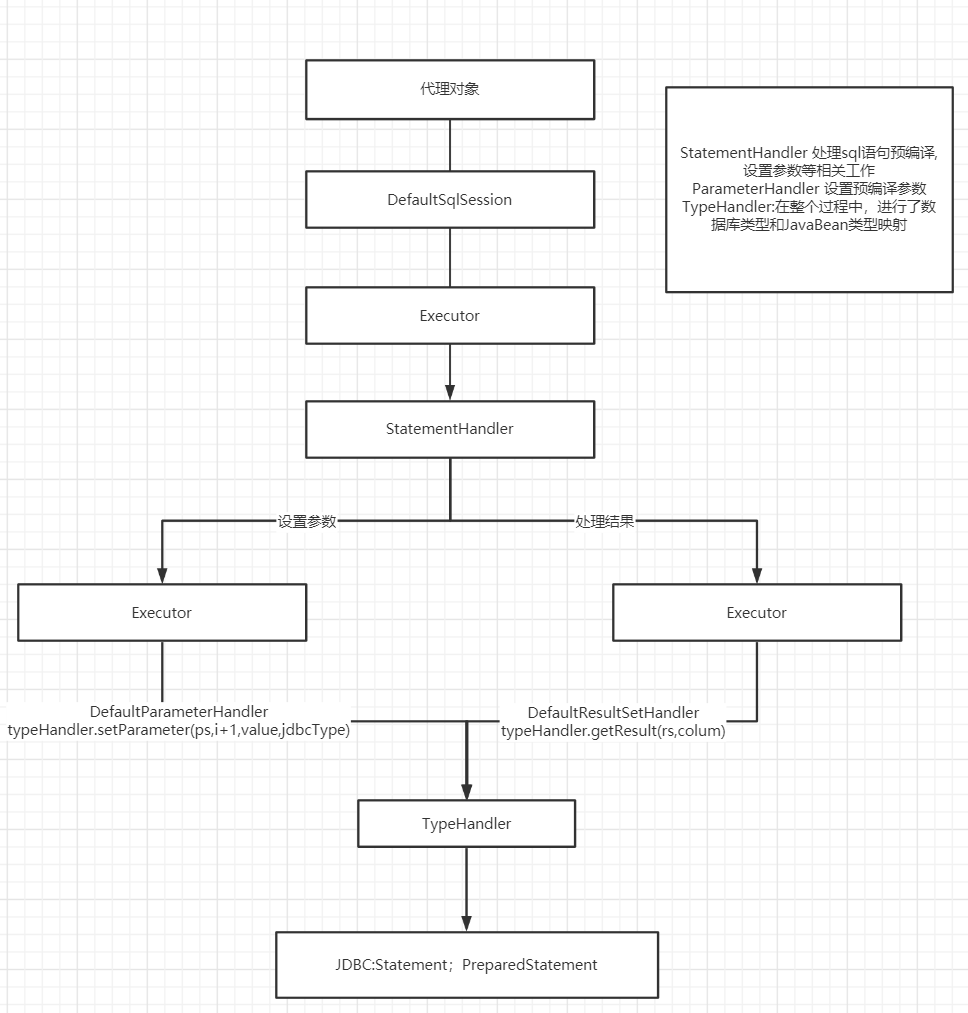 代理对象
DefaultSqlSession
Executor
StatementHandler
StatementHandler 处理sql语句预编译,
设置参数等相关工作
ParameterHandler 设置预编译参数
TypeHandler:在整个过程中，进行了数
据库类型和JavaBean类型映射
设置参数
处理结果
Executor
Executor
DefaultParameterHandler
typeHandler.setParameter(ps,i+1,value,jdbcType)
DefaultResultSetHandler
typeHandler.getResult(rs,colum)
TypeHandler
JDBC:Statement；PreparedStatement